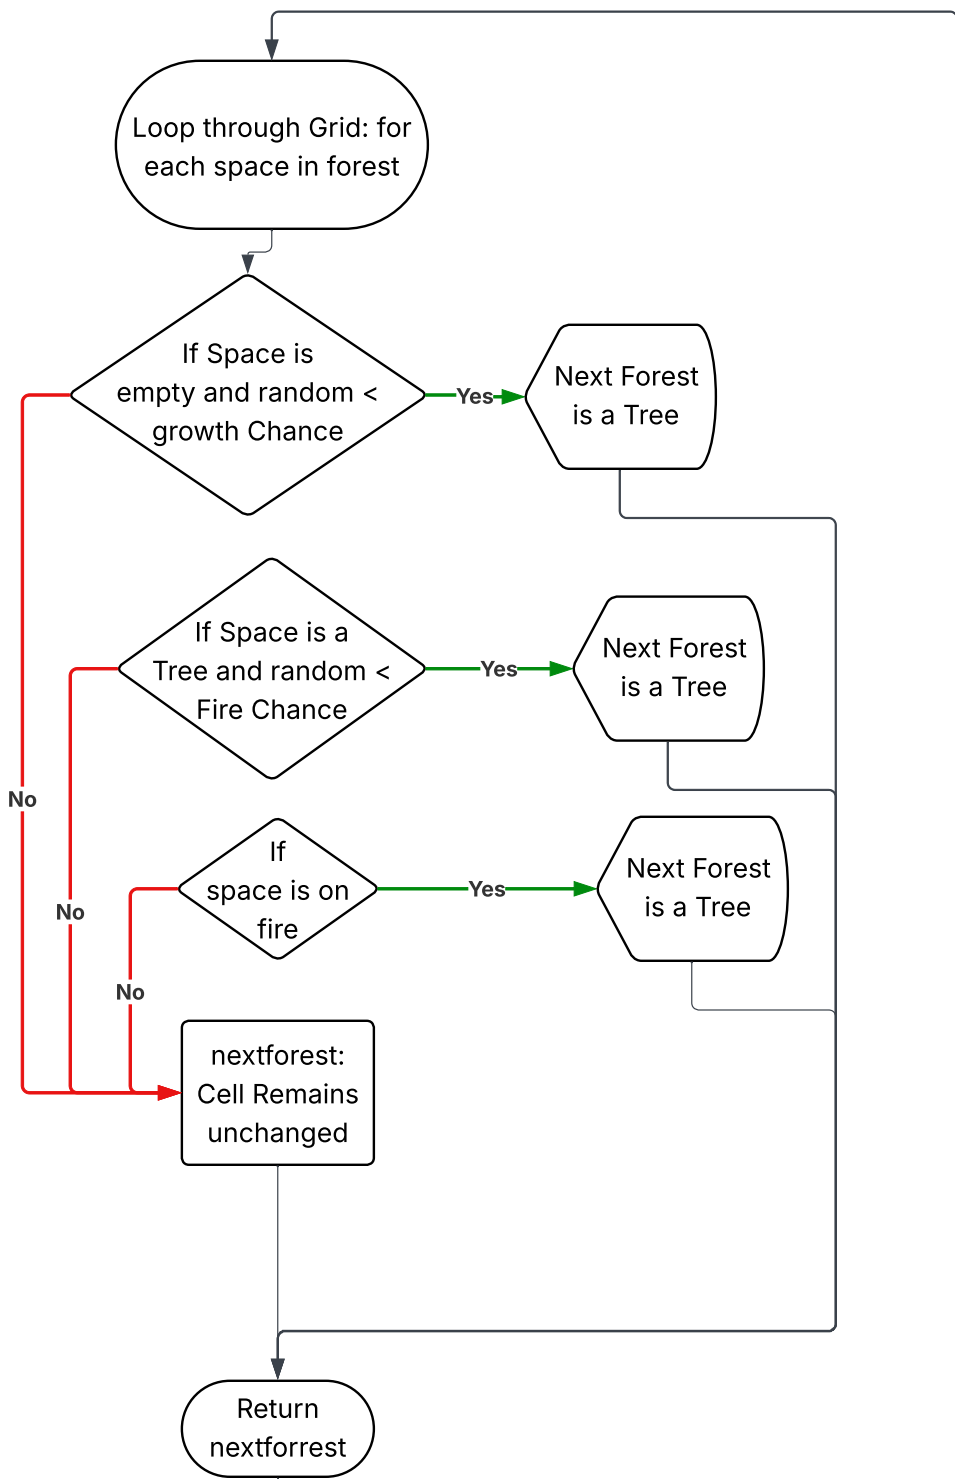 Loop through Grid: for
each space in forest
If Space is
empty and random <
growth Chance
Yes
Next Forest
is a Tree
If Space is a
Tree and random <
Fire Chance
Yes
Next Forest
is a Tree
No
If
space is on
fire
Yes
Next Forest
is a Tree
No
No
nextforest:
Cell Remains
unchanged
Return
nextforrest